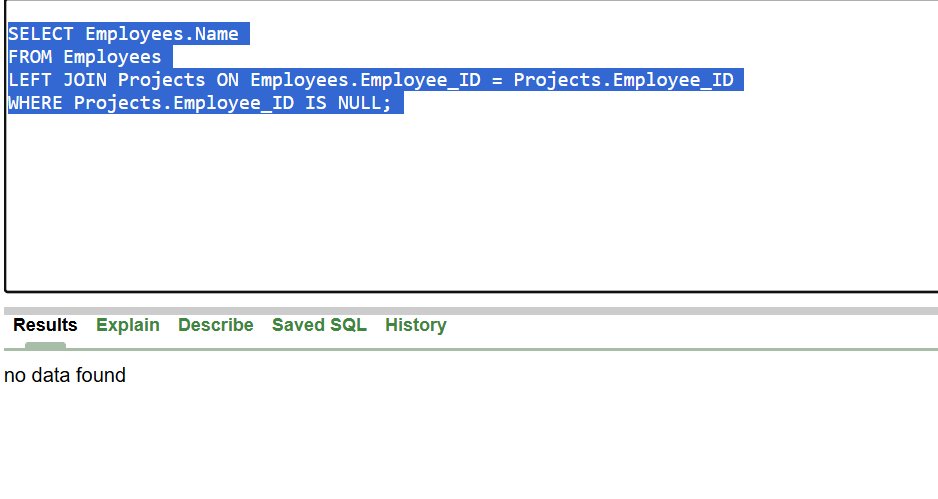 SELECT Employees.Name
FROM Employees
LEFT JOIN Projects ON Employees.Employee_ID = Projects.Employee_ID
WHERE Projects.Employee_ID IS NULL;
Results Explain Describe Saved SQL History
no data found